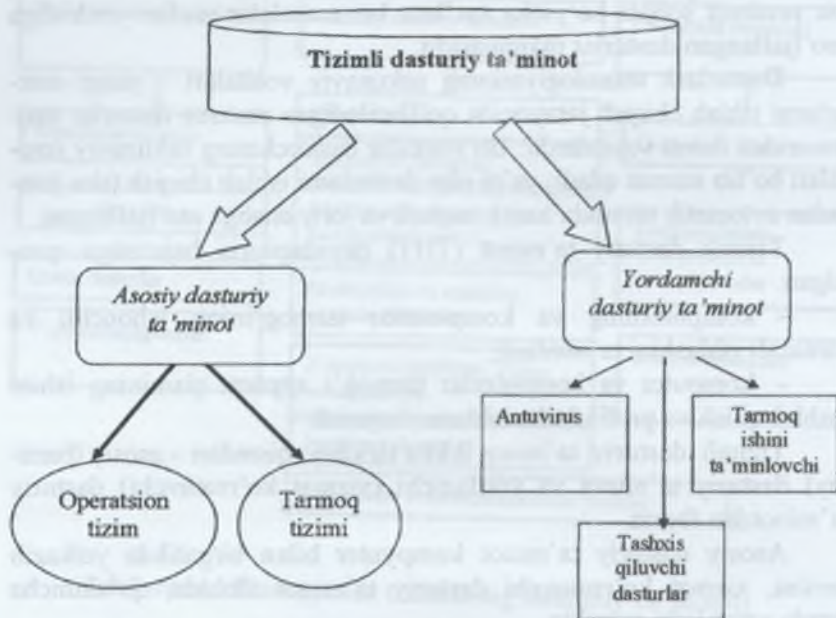 Tizimli dasturiy ta'minot
Asosiy dasturiy
ta'minot
Yordamchi
dasturiy ta'minot
Antuvirus
Tarmoq
ishini
ta'minlovchi
Operatsion
tizim
Tarmoq
tizimi
Tashxis
qiluvchi
dasturlar